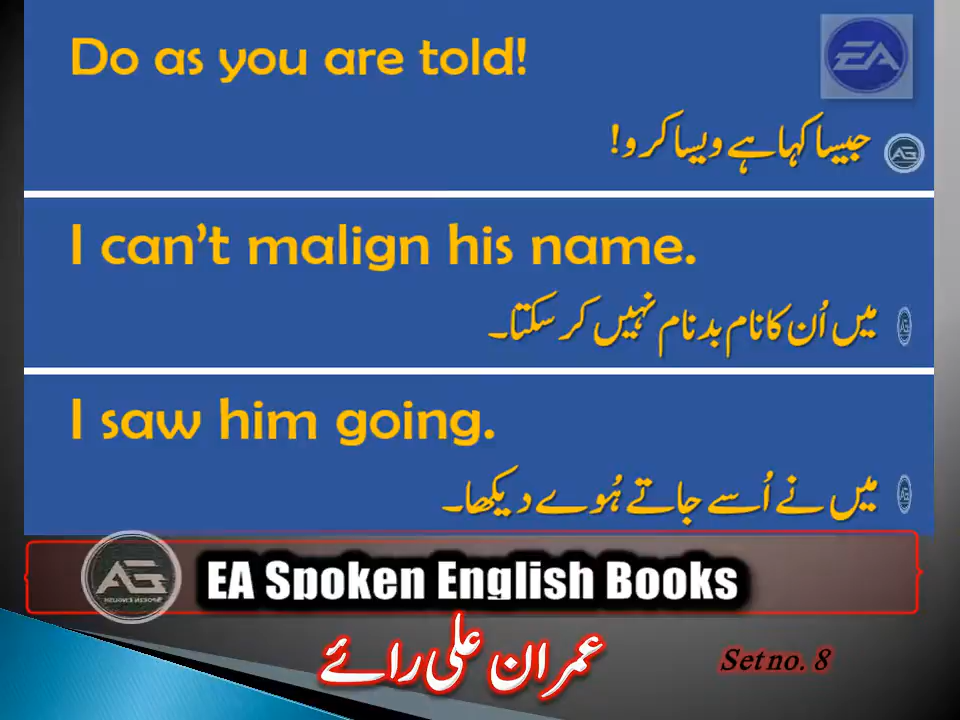 Do as you are told!
EA
جیسا کہا ہے ویسا کرو!
I can’t malign his name.
میں اُن کا نام بدنام نہیں کر سکتا۔
I saw him going.
میں نے اُسے جاتے ہُوے دیکھا۔
EA Spoken English Books
عمران علی رائے
Set no. 8